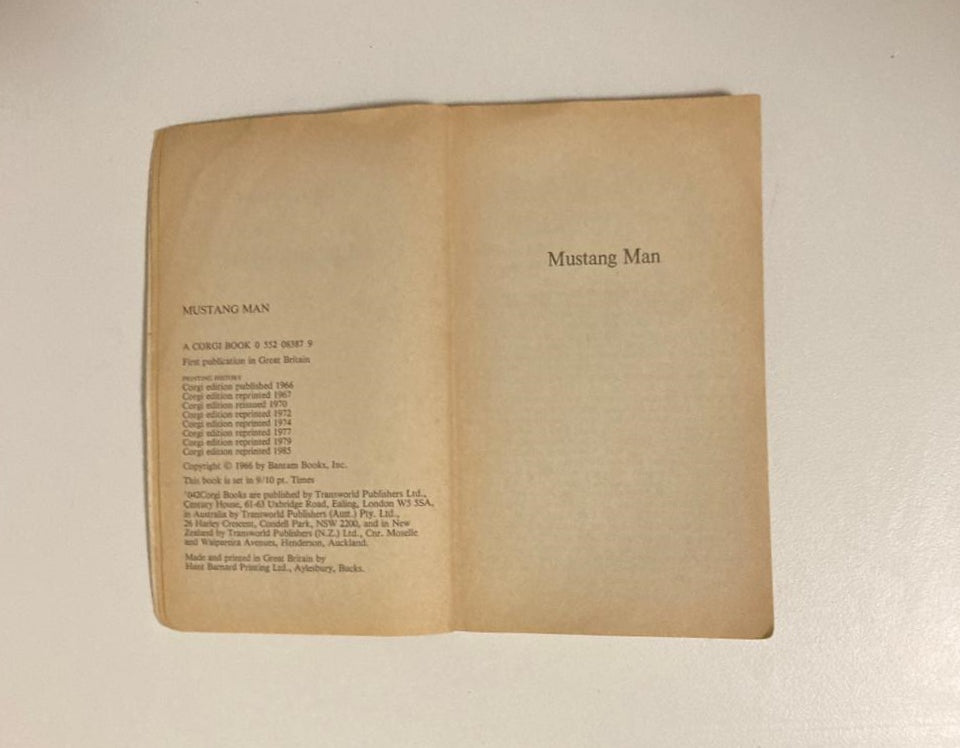 MUSTANG MAN
A CORGI BOOK 0 552 08387 9
First publication in Great Britain
PRINTING HISTORY
Corgi edition published 1966
Corgi edition reprinted 1967
Corgi edition reissued 1970
Corgi edition reprinted 1972
Corgi edition reprinted 1974
Corgi edition reprinted 1977
Corgi edition reprinted 1979
Corgi edition reprinted 1985
Copyright © 1966 by Bantam Books, Inc.
This book is set in 9/10 pt. Times
'042Corgi Books are published by Transworld Publishers Ltd.,
Century House, 61-63 Uxbridge Road, Ealing, London W5 5SA,
in Australia by Transworld Publishers (Aust.) Pty. Ltd.,
26 Harley Crescent, Condell Park, NSW 2200, and in New
Zealand by Transworld Publishers (N.Z.) Ltd., Cnr. Moselle
and Waipareira Avenues, Henderson, Auckland.
Made and printed in Great Britain by
Hunt Barnard Printing Ltd., Aylesbury, Bucks.
Mustang Man